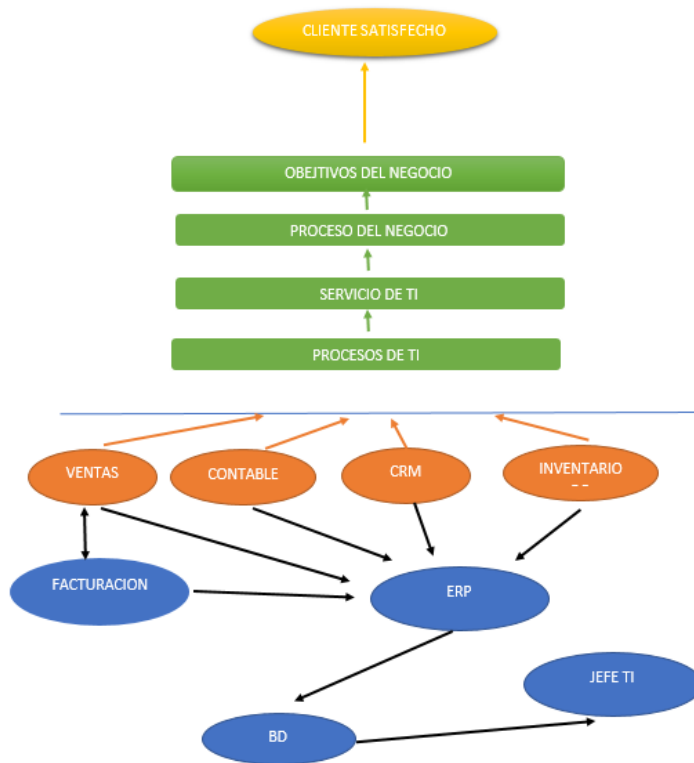 CLIENTE SATISFECHO
OBEJTIVOS DEL NEGOCIO
PROCESO DEL NEGOCIO
SERVICIO DE TI
PROCESOS DE TI
VENTAS
CONTABLE
CRM
INVENTARIO
– –
FACTURACION
ERP
JEFE TI
BD